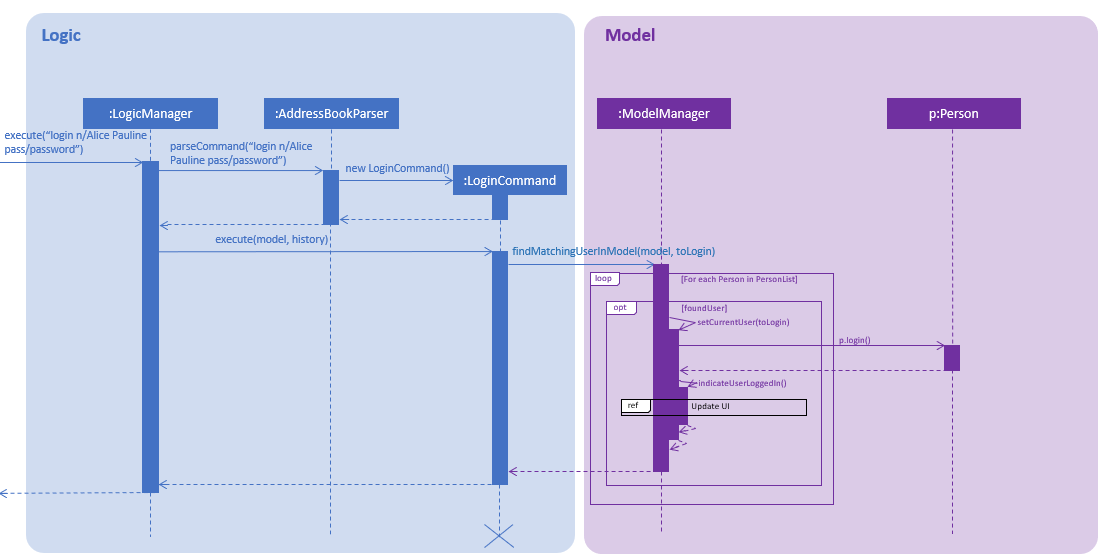 Logic
Model
:LogicManager
:AddressBookParser
:ModelManager
p:Person
execute(“login n/Alice Pauline
pass/password”)
parseCommand(“login n/Alice
Pauline pass/password”)
new LoginCommand()
:LoginCommand
execute(model, history)
findMatchingUserInModel(model, toLogin)
loop
[For each Person in PersonList]
opt
[foundUser]
setCurrentUser(toLogin)
p.login()
indicateUserLoggedIn()
ref
Update UI